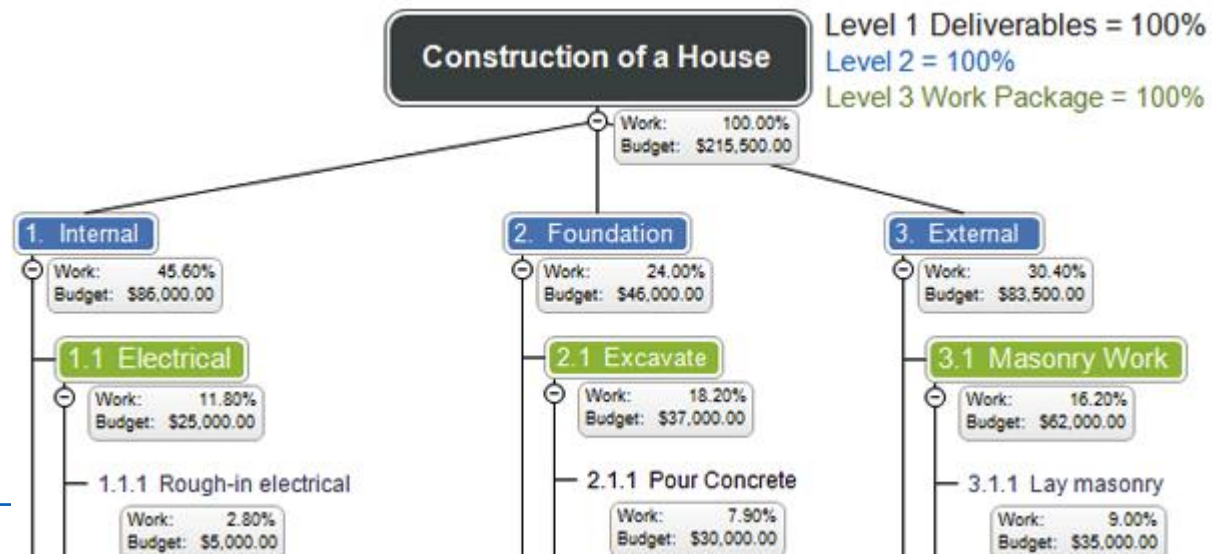 Construction of a House
Level 1 Deliverables = 100%
Level 2 = 100%
Level 3 Work Package = 100%
Work: 100.00%
Budget: $215,500.00
1. Internal
Work: 45.60%
Budget: $86,000.00
2. Foundation
Work: 24.00%
Budget: $46,000.00
3. External
Work: 30.40%
Budget: $83,500.00
1.1 Electrical
Work: 11.80%
Budget: $25,000.00
2.1 Excavate
Work: 18.20%
Budget: $37,000.00
3.1 Masonry Work
Work: 16.20%
Budget: $62,000.00
1.1.1 Rough-in electrical
Work: 2.80%
Budget: $5,000.00
2.1.1 Pour Concrete
Work: 7.90%
Budget: $30,000.00
3.1.1 Lay masonry
Work: 9.00%
Budget: $35,000.00